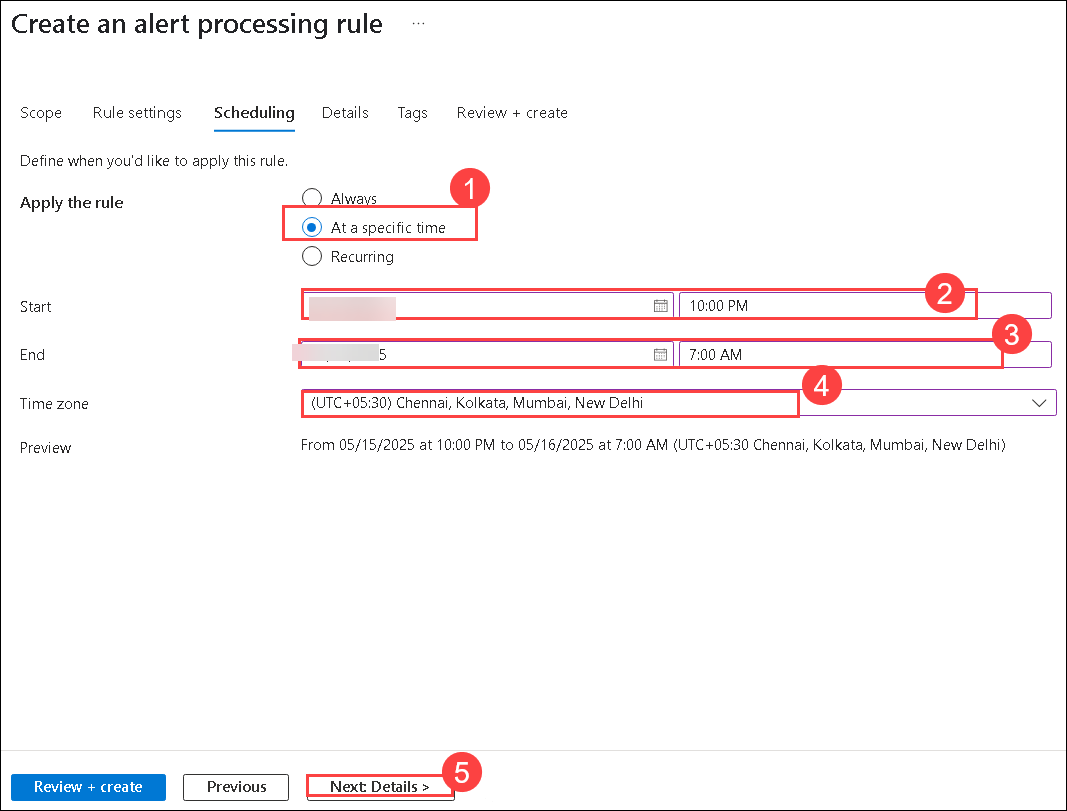 Create an alert processing rule ...
Scope Rule settings Scheduling Details Tags Review + create
Define when you'd like to apply this rule.
Apply the rule
Always
1
At a specific time
Recurring
Start 10:00 PM 2
End 5 7:00 AM 3
Time zone (UTC+05:30) Chennai, Kolkata, Mumbai, New Delhi 4
Preview From 05/15/2025 at 10:00 PM to 05/16/2025 at 7:00 AM (UTC+05:30 Chennai, Kolkata, Mumbai, New Delhi)
Review + create Previous Next: Details > 5